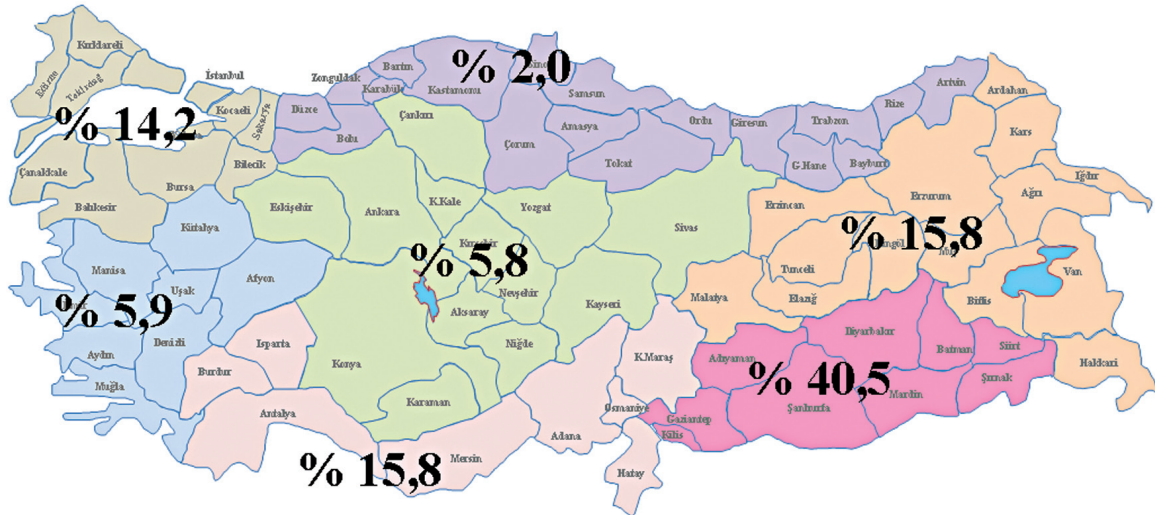 Kırklareli
Edirne
Tekirdag
İstanbul
Kocaeli
Sakarya
% 14,2
Çanakkale
Bursa
Bilecik
Balıkesir
Zonguldak
Bartın
Karabük
Kastamonu
% 2,0
Sinop
Samsun
Düzce
Bolu
Çorum
Amasya
Tokat
Ordu
Giresun
Trabzon
G.Hane
Bayburt
Rize
Artvin
Ardahan
Kars
Iğdır
Ağrı
Erzurum
Erzincan
% 15,8
Tunceli
Elazığ
Malatya
Bitlis
Van
Hakkari
Çankırı
Eskişehir
Ankara
K.Kale
Yozgat
Sivas
Kırşehir
% 5,8
Nevşehir
Aksaray
Kayseri
Niğde
Konya
Karaman
Kütahya
Manisa
Uşak
Afyon
% 5,9
Aydın
Denizli
Muğla
Isparta
Burdur
Antalya
% 15,8
Mersin
Adana
K.Maraş
Osmaniye
Hatay
Adıyaman
Diyarbakır
Batman
Siirt
Şırnak
Mardin
% 40,5
Şanlıurfa
Gaziantep
Kilis